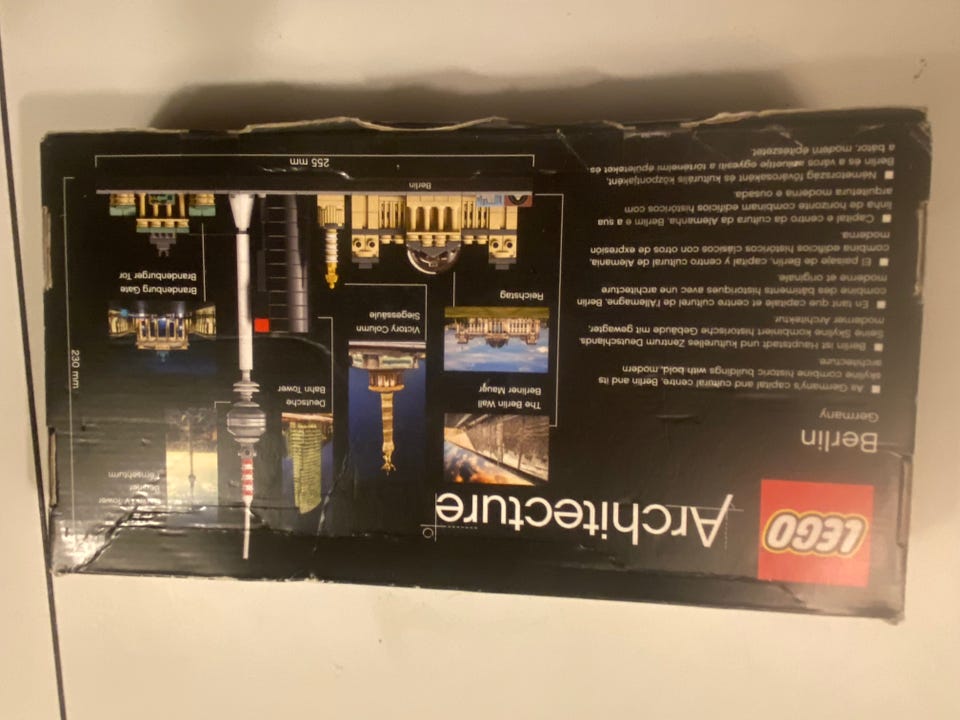 LEGO
Architecture
Berlin
Germany
■ As Germany's capital and cultural centre, Berlin and its
skyline combine historic buildings with bold, modern
architecture.
■ Berlin ist Hauptstadt und kulturelles Zentrum Deutschlands.
Seine Skyline kombiniert historische Gebäude mit gewagter,
moderner Architektur.
■ En tant que capitale et centre culturel de l'Allemagne, Berlin
combine des bâtiments historiques avec une architecture
moderne et originale.
■ El paisaje de Berlín, capital y centro cultural de Alemania,
combina edificios históricos clásicos con otros de expresión
moderna.
■ Capital e centro da cultura da Alemanha, Berlim e a sua
linha de horizonte combinam edifícios históricos com
arquitetura moderna e ousada.
■ Németország fővárosaként és kulturális központjaként,
Berlin és a város sziluettje egyesíti a történelmi épületeket és
a bátor, modern építészetet.
The Berlin Wall
Berliner Mauer
Reichstag
Victory Column
Siegessäule
Deutsche
Bahn Tower
TV-Tower
Berliner
Fernsehturm
Brandenburg Gate
Brandenburger Tor
230 mm
Berlin
255 mm